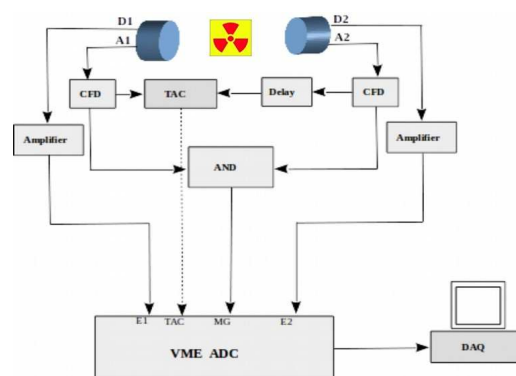 D1
D2
A1
A2
CFD
TAC
Delay
CFD
Amplifier
Amplifier
AND
E1
TAC
MG
E2
VME ADC
DAQ